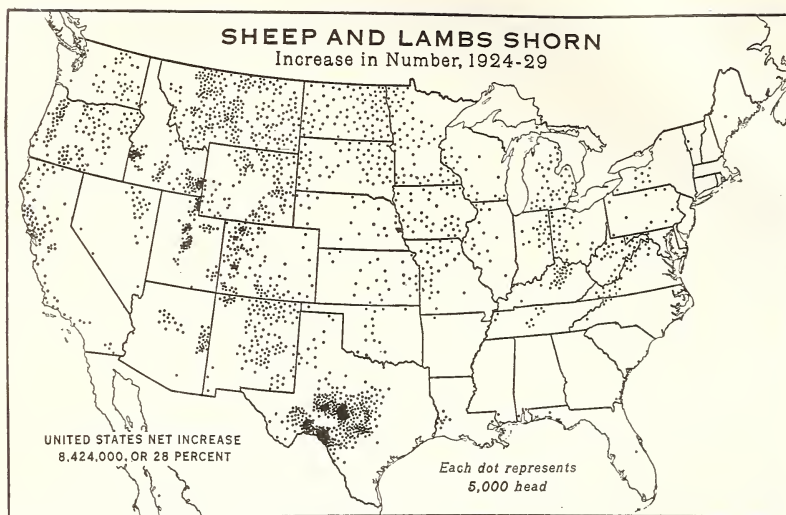 SHEEP AND LAMBS SHORN
Increase in Number, 1924-29
UNITED STATES NET INCREASE
8,424,000, OR 28 PERCENT
Each dot represents
5,000 head